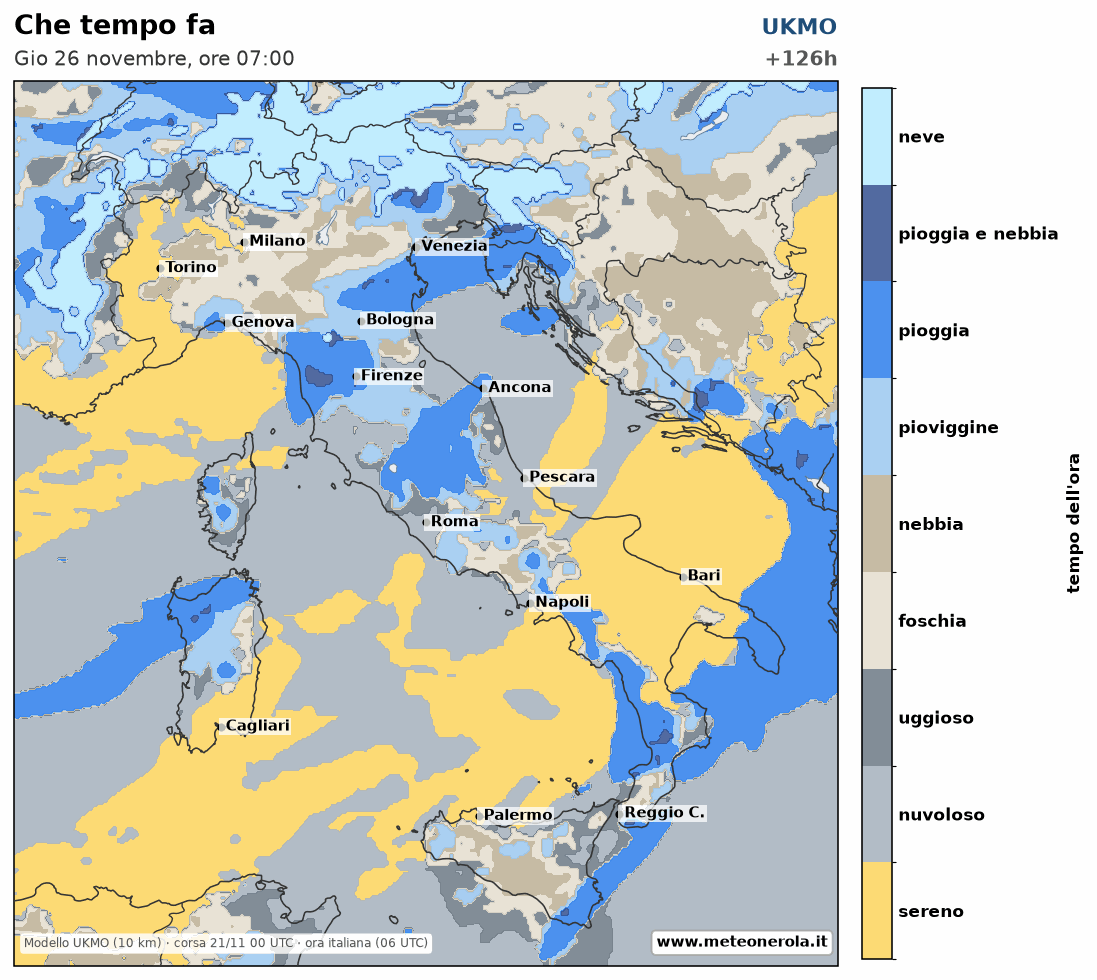 Che tempo fa
UKMO
Gio 26 novembre, ore 07:00
+126h
neve
pioggia e nebbia
pioggia
pioviggine
nebbia
foschia
uggioso
nuvoloso
sereno
tempo dell'ora
Milano
Venezia
Torino
Genova
Bologna
Firenze
Ancona
Pescara
Roma
Bari
Napoli
Cagliari
Palermo
Reggio C.
Modello UKMO (10 km) · corsa 21/11 00 UTC · ora italiana (06 UTC)
www.meteonerola.it